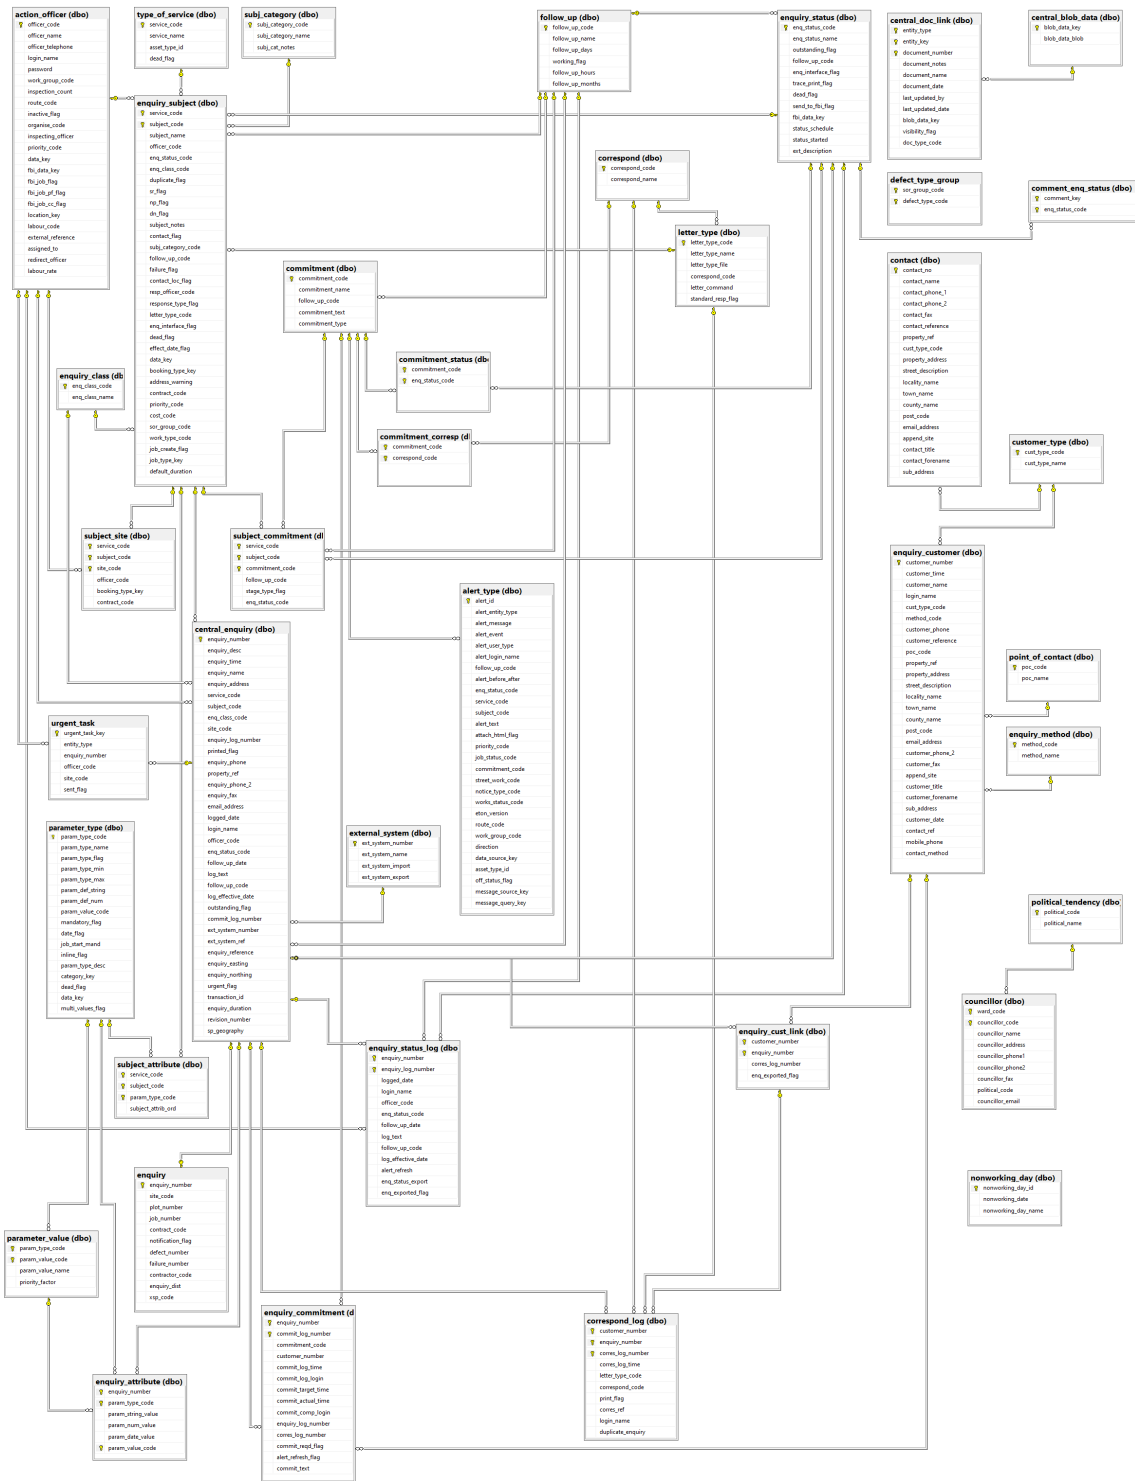 action_officer (dbo)
officer_code
officer_name
officer_telephone
login_name
password
work_group_code
inspection_count
route_code
inactive_flag
organise_code
inspecting_officer
priority_code
data_key
fbi_data_key
fbi_job_flag
fbi_job_pf_flag
fbi_job_cc_flag
location_key
labour_code
external_reference
assigned_to
redirect_officer
labour_rate
type_of_service (dbo)
service_code
service_name
asset_type_id
dead_flag
subj_category (dbo)
subj_category_code
subj_category_name
subj_cat_notes
enquiry_subject (dbo)
service_code
subject_code
subject_name
officer_code
enq_status_code
enq_class_code
duplicate_flag
sr_flag
np_flag
dn_flag
subject_notes
contact_flag
subj_category_code
follow_up_code
failure_flag
contact_loc_flag
resp_officer_code
response_type_flag
letter_type_code
enq_interface_flag
dead_flag
effect_date_flag
data_key
booking_type_key
address_warning
contract_code
priority_code
cost_code
sor_group_code
work_type_code
job_create_flag
job_type_key
default_duration
follow_up (dbo)
follow_up_code
follow_up_name
follow_up_days
working_flag
follow_up_hours
follow_up_months
enquiry_status (dbo)
enq_status_code
enq_status_name
outstanding_flag
follow_up_code
enq_interface_flag
trace_print_flag
dead_flag
send_to_fbi_flag
fbi_data_key
status_schedule
status_started
ext_description
central_doc_link (dbo)
entity_type
entity_key
document_number
document_notes
document_name
document_date
last_updated_by
last_updated_date
blob_data_key
visibility_flag
doc_type_code
central_blob_data (dbo)
blob_data_key
blob_data_blob
correspond (dbo)
correspond_code
correspond_name
defect_type_group
sor_group_code
defect_type_code
comment_enq_status (dbo)
comment_key
enq_status_code
letter_type (dbo)
letter_type_code
letter_type_name
letter_type_file
correspond_code
letter_command
standard_resp_flag
contact (dbo)
contact_no
contact_name
contact_phone_1
contact_phone_2
contact_fax
contact_reference
property_ref
cust_type_code
property_address
street_description
locality_name
town_name
county_name
post_code
email_address
append_site
contact_title
contact_forename
sub_address
commitment (dbo)
commitment_code
commitment_name
follow_up_code
commitment_text
commitment_type
commitment_status (db
commitment_code
enq_status_code
enquiry_class (db
enq_class_code
enq_class_name
commitment_corresp (d
commitment_code
correspond_code
customer_type (dbo)
cust_type_code
cust_type_name
subject_site (dbo)
service_code
subject_code
site_code
officer_code
booking_type_key
contract_code
subject_commitment (d
service_code
subject_code
commitment_code
follow_up_code
stage_type_flag
enq_status_code
enquiry_customer (dbo)
customer_number
customer_time
customer_name
login_name
cust_type_code
method_code
customer_phone
customer_reference
poc_code
property_ref
property_address
street_description
locality_name
town_name
county_name
post_code
email_address
customer_phone_2
customer_fax
append_site
customer_title
customer_forename
sub_address
customer_date
contact_ref
mobile_phone
contact_method
alert_type (dbo)
alert_id
alert_entity_type
alert_message
alert_event
alert_user_type
alert_login_name
follow_up_code
alert_before_after
enq_status_code
service_code
subject_code
alert_text
attach_html_flag
priority_code
job_status_code
commitment_code
street_work_code
notice_type_code
works_status_code
eton_version
route_code
work_group_code
direction
data_source_key
asset_type_id
off_status_flag
message_source_key
message_query_key
central_enquiry (dbo)
enquiry_number
enquiry_desc
enquiry_time
enquiry_name
enquiry_address
service_code
subject_code
enq_class_code
site_code
enquiry_log_number
printed_flag
enquiry_phone
property_ref
enquiry_phone_2
enquiry_fax
email_address
logged_date
login_name
officer_code
enq_status_code
follow_up_date
log_text
follow_up_code
log_effective_date
outstanding_flag
commit_log_number
ext_system_number
ext_system_ref
enquiry_reference
enquiry_easting
enquiry_northing
urgent_flag
transaction_id
enquiry_duration
revision_number
sp_geography
point_of_contact (dbo)
poc_code
poc_name
enquiry_method (dbo)
method_code
method_name
urgent_task
urgent_task_key
entity_type
enquiry_number
officer_code
site_code
sent_flag
parameter_type (dbo)
param_type_code
param_type_name
param_type_flag
param_type_min
param_type_max
param_def_string
param_def_num
param_value_code
mandatory_flag
date_flag
job_start_mand
inline_flag
param_type_desc
category_key
dead_flag
data_key
multi_values_flag
external_system (dbo)
ext_system_number
ext_system_name
ext_system_import
ext_system_export
political_tendency (dbo)
political_code
political_name
councillor (dbo)
ward_code
councillor_code
councillor_name
councillor_address
councillor_phone1
councillor_phone2
councillor_fax
political_code
councillor_email
enquiry_cust_link (dbo)
customer_number
enquiry_number
corres_log_number
enq_exported_flag
enquiry_status_log (dbo
enquiry_number
enquiry_log_number
logged_date
login_name
officer_code
enq_status_code
follow_up_date
log_text
follow_up_code
log_effective_date
alert_refresh
enq_status_export
enq_exported_flag
subject_attribute (dbo)
service_code
subject_code
param_type_code
subject_attrib_ord
enquiry
enquiry_number
site_code
plot_number
job_number
contract_code
notification_flag
defect_number
failure_number
contractor_code
enquiry_dist
xsp_code
nonworking_day (dbo)
nonworking_day_id
nonworking_date
nonworking_day_name
parameter_value (dbo)
param_type_code
param_value_code
param_value_name
priority_factor
enquiry_commitment (d
enquiry_number
commit_log_number
commitment_code
customer_number
commit_log_time
commit_log_login
commit_target_time
commit_actual_time
commit_comp_login
enquiry_log_number
corres_log_number
commit_reqd_flag
alert_refresh_flag
commit_text
correspond_log (dbo)
customer_number
enquiry_number
corres_log_number
corres_log_time
letter_type_code
correspond_code
print_flag
corres_ref
login_name
duplicate_enquiry
enquiry_attribute (dbo)
enquiry_number
param_type_code
param_string_value
param_num_value
param_date_value
param_value_code